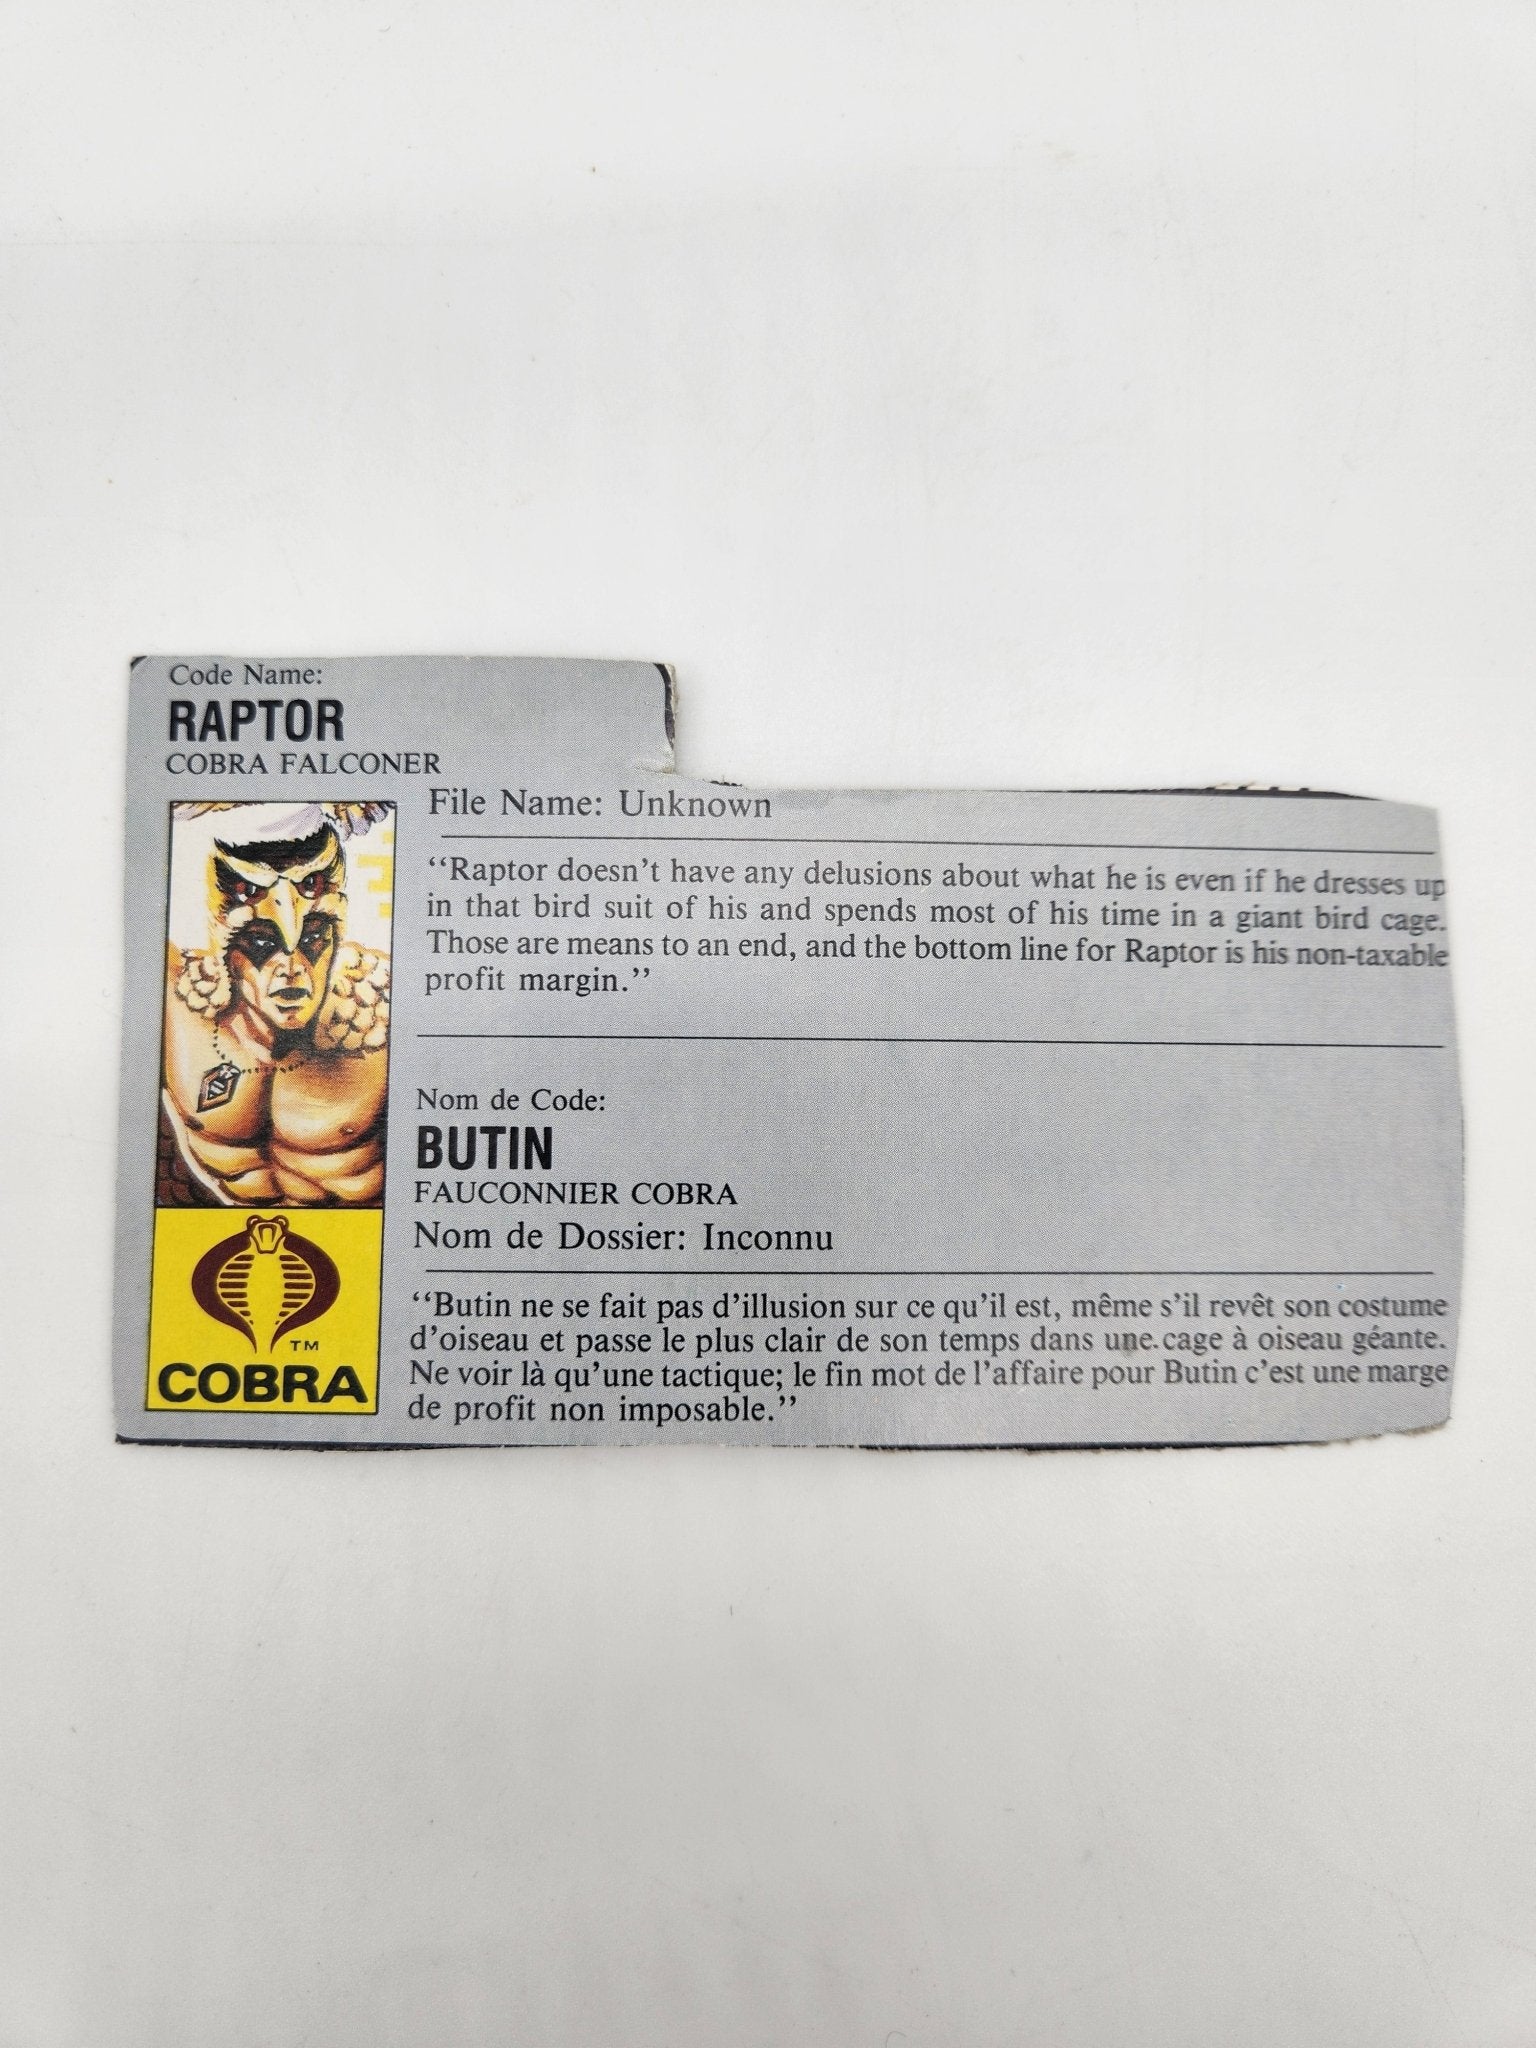 Code Name:
RAPTOR
COBRA FALCONER
File Name: Unknown
“Raptor doesn’t have any delusions about what he is even if he dresses up
in that bird suit of his and spends most of his time in a giant bird cage.
Those are means to an end, and the bottom line for Raptor is his non-taxable
profit margin.”
Nom de Code:
BUTIN
FAUCONNIER COBRA
Nom de Dossier: Inconnu
“Butin ne se fait pas d’illusion sur ce qu’il est, même s’il revêt son costume
d’oiseau et passe le plus clair de son temps dans une cage à oiseau géante.
Ne voir là qu’une tactique; le fin mot de l’affaire pour Butin c’est une marge
de profit non imposable.”
TM
COBRA